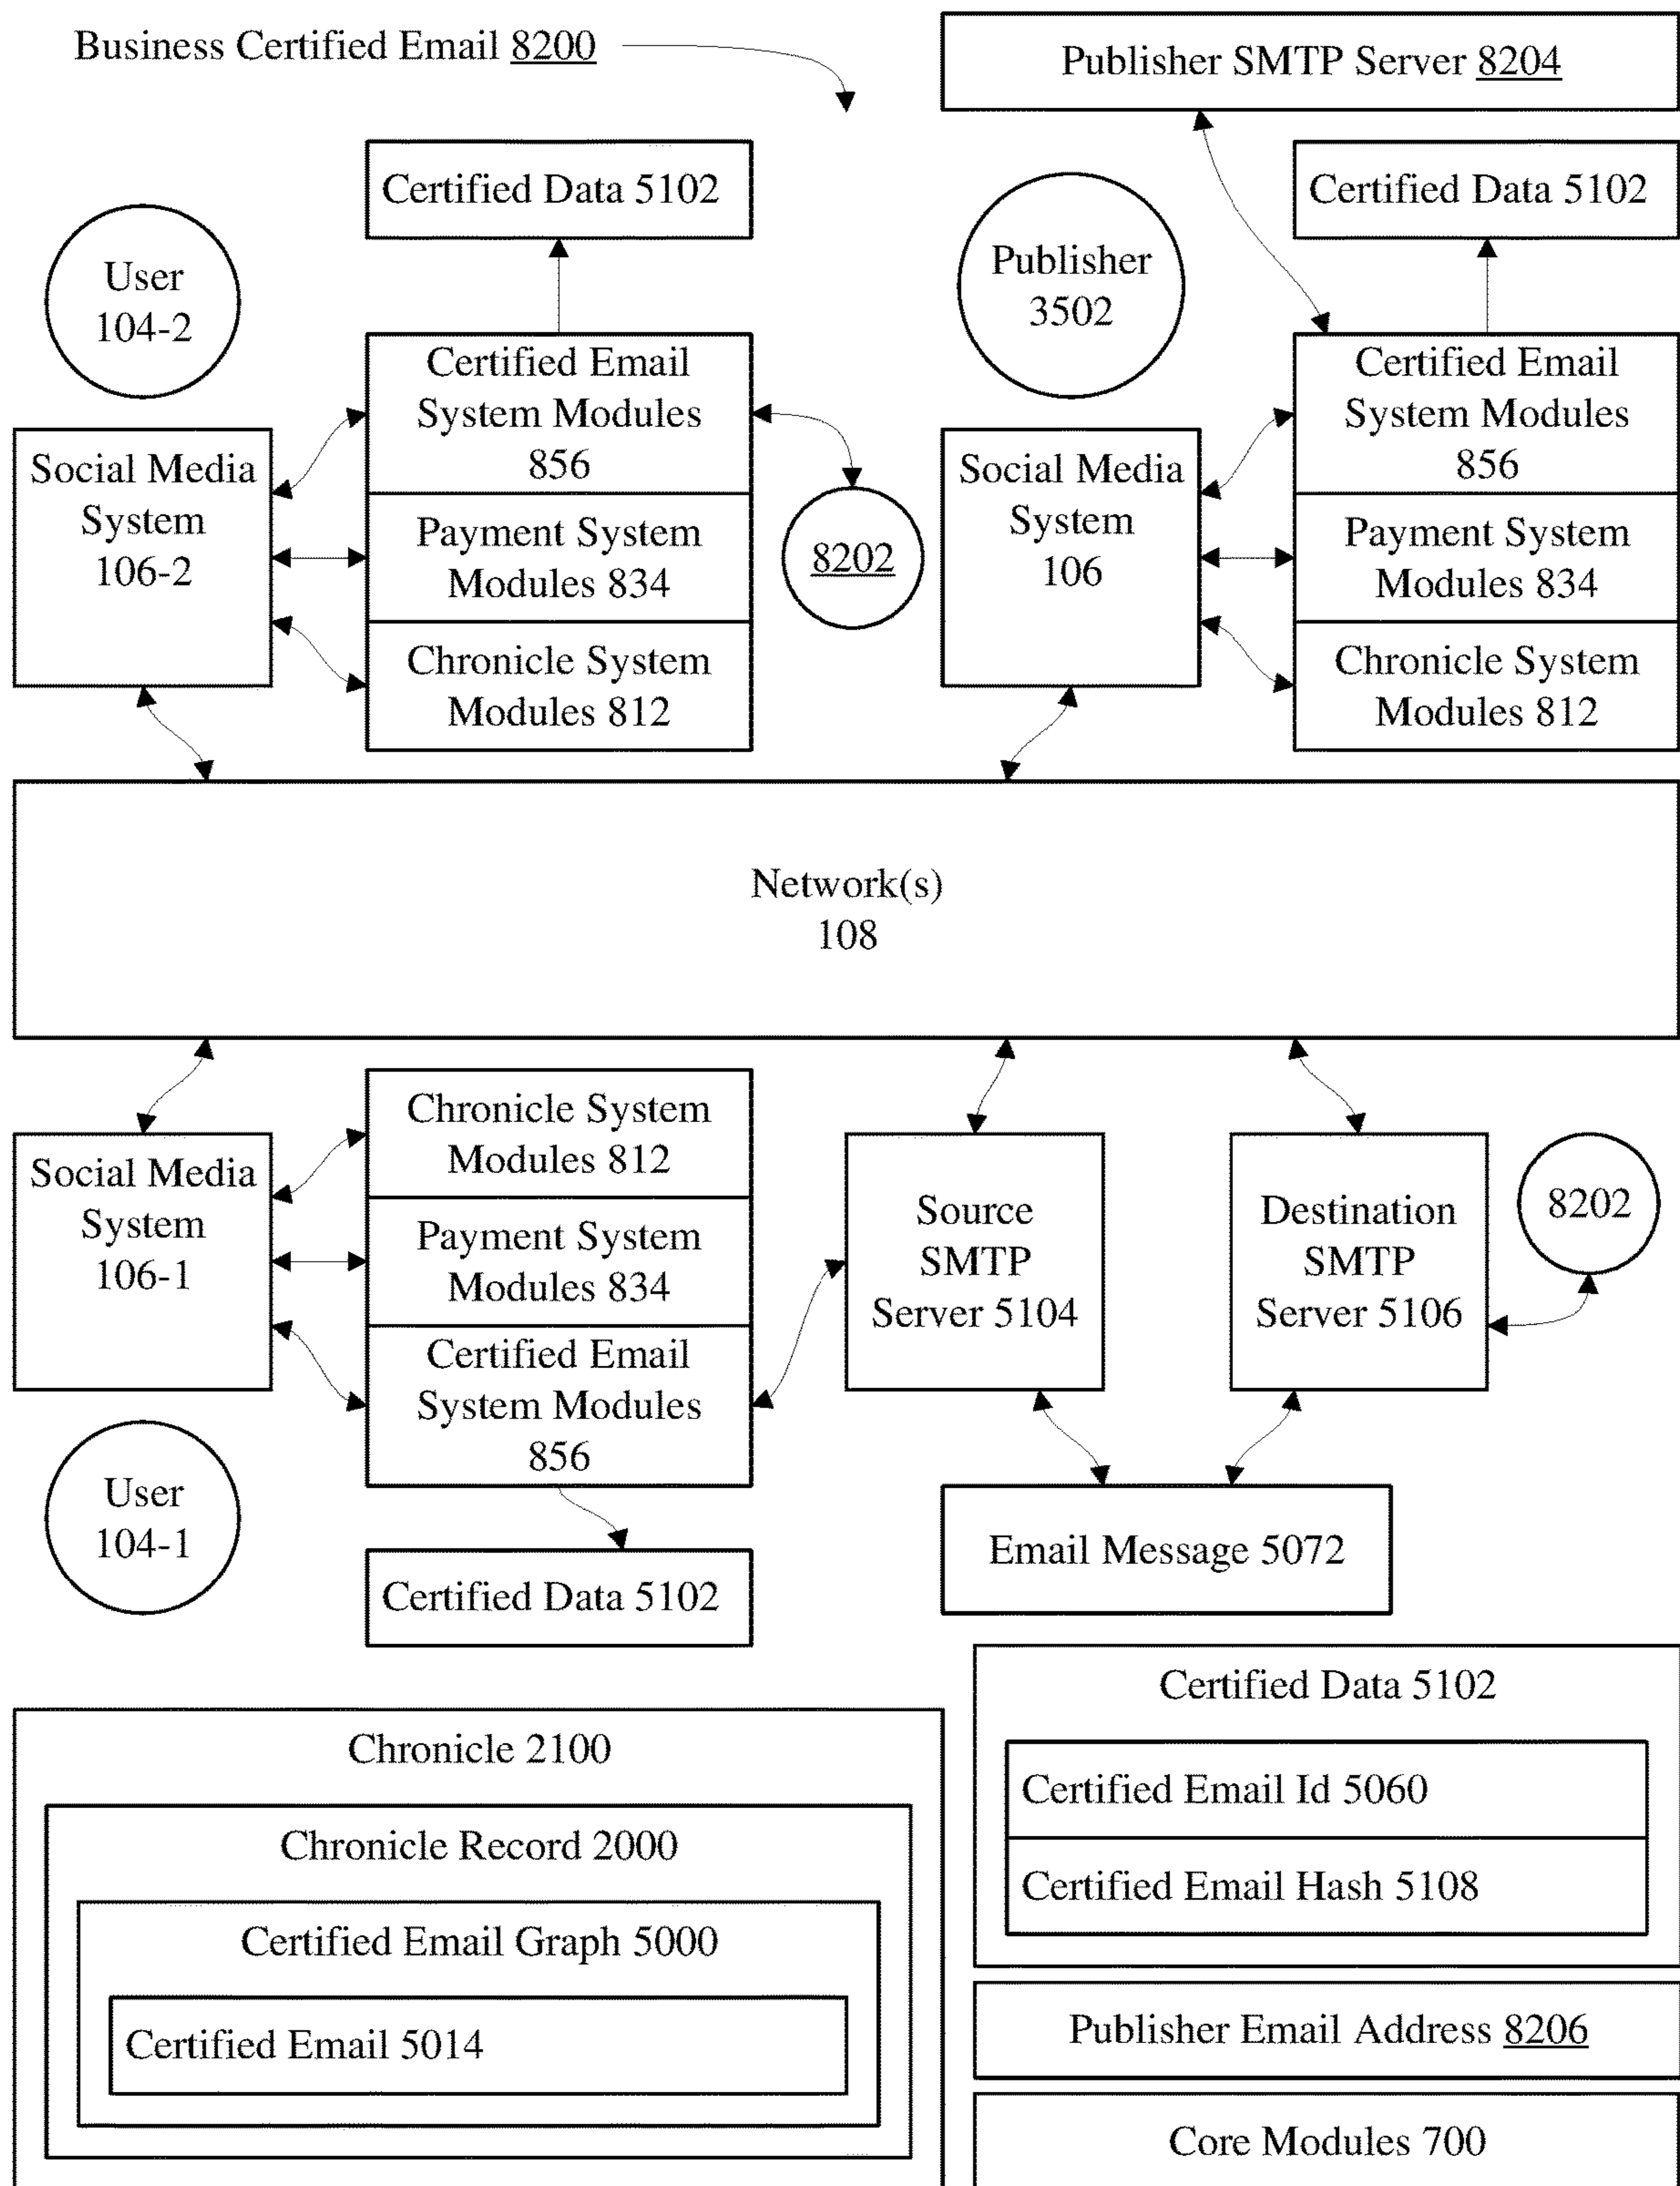 Business Certified Email 8200
Publisher SMTP Server 8204
Certified Data 5102
Certified Data 5102
User
104-2
Publisher
3502
Certified Email
System Modules
856
Certified Email
System Modules
856
Social Media
System
106-2
Social Media
System
106
Payment System
Modules 834
8202
Payment System
Modules 834
Chronicle System
Modules 812
Chronicle System
Modules 812
Network(s)
108
Social Media
System
106-1
Chronicle System
Modules 812
Payment System
Modules 834
Certified Email
System Modules
856
Source
SMTP
Server 5104
Destination
SMTP
Server 5106
8202
User
104-1
Certified Data 5102
Email Message 5072
Chronicle 2100
Chronicle Record 2000
Certified Email Graph 5000
Certified Email 5014
Certified Data 5102
Certified Email Id 5060
Certified Email Hash 5108
Publisher Email Address 8206
Core Modules 700